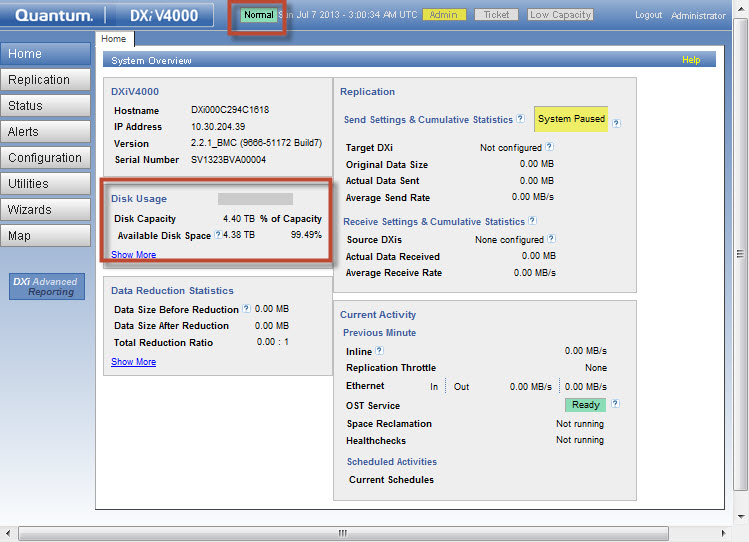 Quantum. DXiV4000 Normal Sun Jul 7 2013 - 3:00:34 AM UTC Admin Ticket Low Capacity Logout Administrator
Home
Home
Replication
Status
Alerts
Configuration
Utilities
Wizards
Map
DXi Advanced
Reporting
System Overview Help
DXiV4000
Hostname DXi000C294C1618
IP Address 10.30.204.39
Version 2.2.1_BMC (9666-51172 Build7)
Serial Number SV1323BVA00004
Disk Usage
Disk Capacity 4.40 TB % of Capacity
Available Disk Space ? 4.38 TB 99.49%
Show More
Data Reduction Statistics
Data Size Before Reduction ? 0.00 MB
Data Size After Reduction 0.00 MB
Total Reduction Ratio 0.00 : 1
Show More
Replication
Send Settings & Cumulative Statistics ? System Paused ?
Target DXi Not configured ?
Original Data Size 0.00 MB
Actual Data Sent 0.00 MB
Average Send Rate 0.00 MB/s
Receive Settings & Cumulative Statistics ?
Source DXis None configured ?
Actual Data Received 0.00 MB
Average Receive Rate 0.00 MB/s
Current Activity
Previous Minute
Inline ? 0.00 MB/s
Replication Throttle None
Ethernet In Out 0.00 MB/s 0.00 MB/s
OST Service Ready ?
Space Reclamation Not running
Healthchecks Not running
Scheduled Activities
Current Schedules